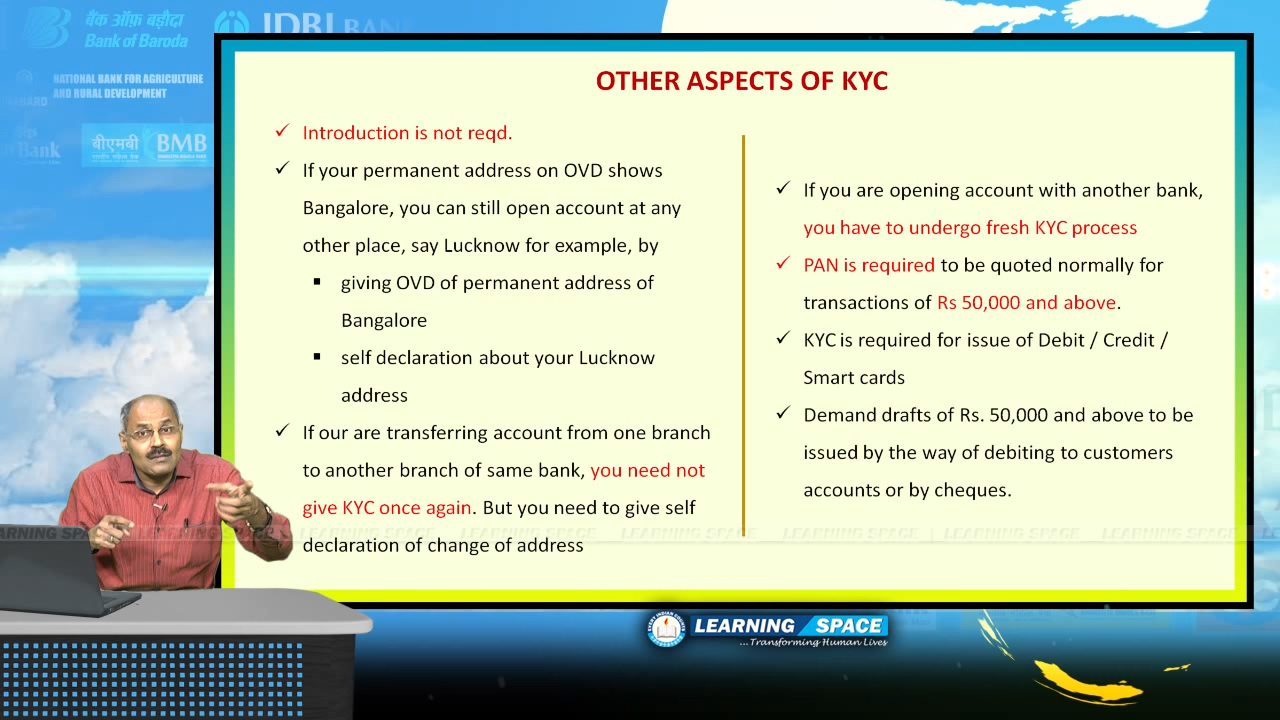 बैंक ऑफ़ बड़ौदा
Bank of Baroda
IDBI BANK
NATIONAL BANK FOR AGRICULTURE
AND RURAL DEVELOPMENT
NABARD
Bank
बीएमबी
BMB
OTHER ASPECTS OF KYC
✓ Introduction is not reqd.
✓ If your permanent address on OVD shows
Bangalore, you can still open account at any
other place, say Lucknow for example, by
▪ giving OVD of permanent address of
Bangalore
▪ self declaration about your Lucknow
address
✓ If our are transferring account from one branch
to another branch of same bank, you need not
give KYC once again. But you need to give self
declaration of change of address
✓ If you are opening account with another bank,
you have to undergo fresh KYC process
✓ PAN is required to be quoted normally for
transactions of Rs 50,000 and above.
✓ KYC is required for issue of Debit / Credit /
Smart cards
✓ Demand drafts of Rs. 50,000 and above to be
issued by the way of debiting to customers
accounts or by cheques.
LEARNING SPACE
...Transforming Human Lives